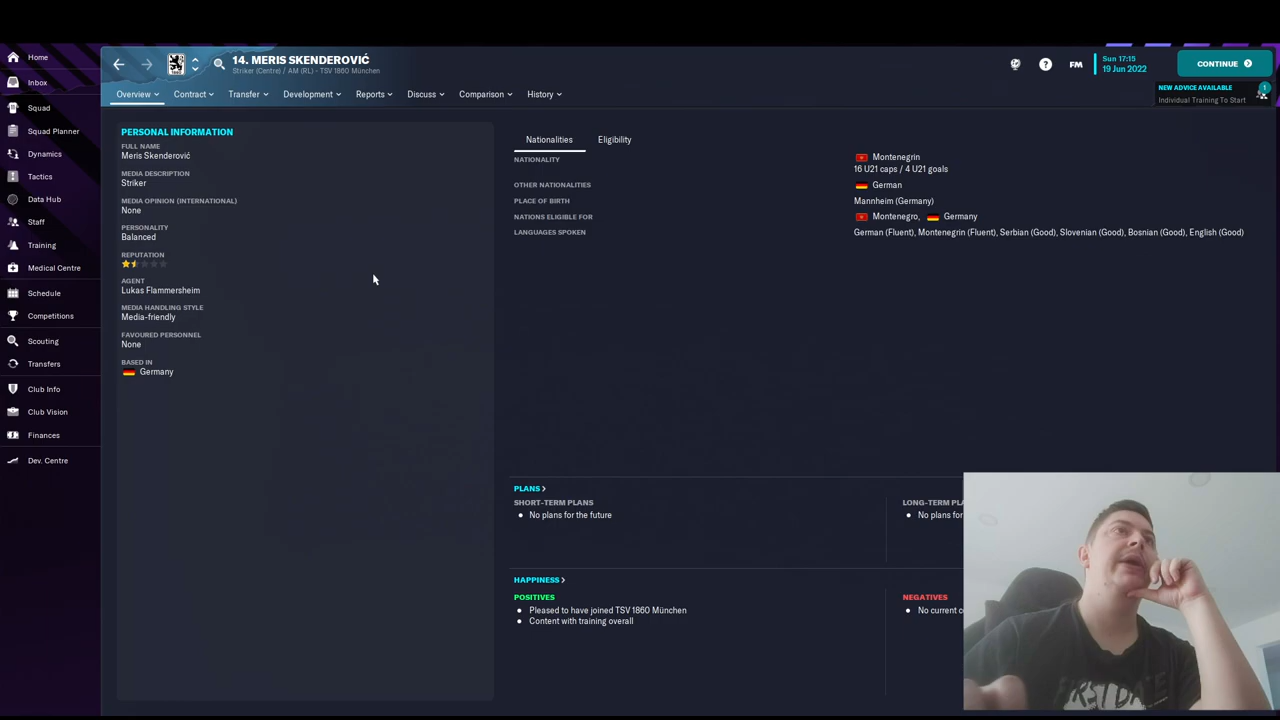 14. MERIS SKENDEROVIĆ
Striker (Centre) / AM (RL) - TSV 1860 München
FM
Sun 17:15
19 Jun 2022
CONTINUE
NEW ADVICE AVAILABLE
Individual Training To Start
1
Home
Inbox
Squad
Squad Planner
Dynamics
Tactics
Data Hub
Staff
Training
Medical Centre
Schedule
Competitions
Scouting
Transfers
Club Info
Club Vision
Finances
Dev. Centre
Overview
Contract
Transfer
Development
Reports
Discuss
Comparison
History
PERSONAL INFORMATION
FULL NAME
Meris Skenderović
MEDIA DESCRIPTION
Striker
MEDIA OPINION (INTERNATIONAL)
None
PERSONALITY
Balanced
REPUTATION
AGENT
Lukas Flammersheim
MEDIA HANDLING STYLE
Media-friendly
FAVOURED PERSONNEL
None
BASED IN
Germany
Nationalities
Eligibility
NATIONALITY
Montenegrin
16 U21 caps / 4 U21 goals
OTHER NATIONALITIES
German
PLACE OF BIRTH
Mannheim (Germany)
NATIONS ELIGIBLE FOR
Montenegro, Germany
LANGUAGES SPOKEN
German (Fluent), Montenegrin (Fluent), Serbian (Good), Slovenian (Good), Bosnian (Good), English (Good)
PLANS
SHORT-TERM PLANS
No plans for the future
LONG-TERM PLA
No plans for
HAPPINESS
POSITIVES
Pleased to have joined TSV 1860 München
Content with training overall
NEGATIVES
No current c